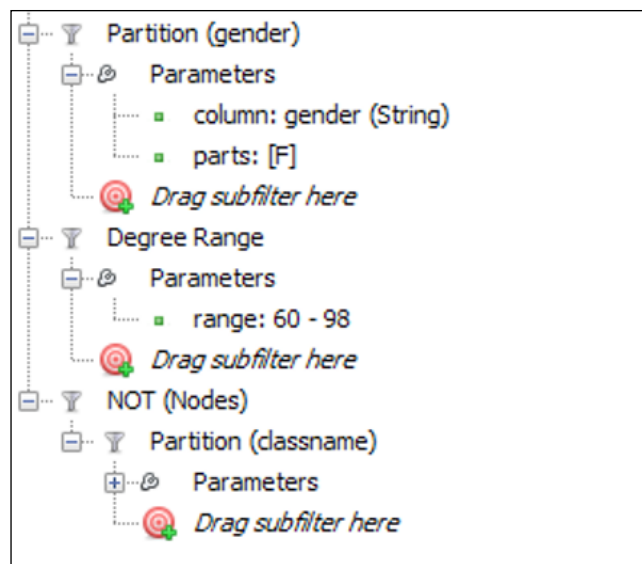 Partition (gender)
Parameters
column: gender (String)
parts: [F]
Drag subfilter here
Degree Range
Parameters
range: 60 - 98
Drag subfilter here
NOT (Nodes)
Partition (classname)
Parameters
Drag subfilter here